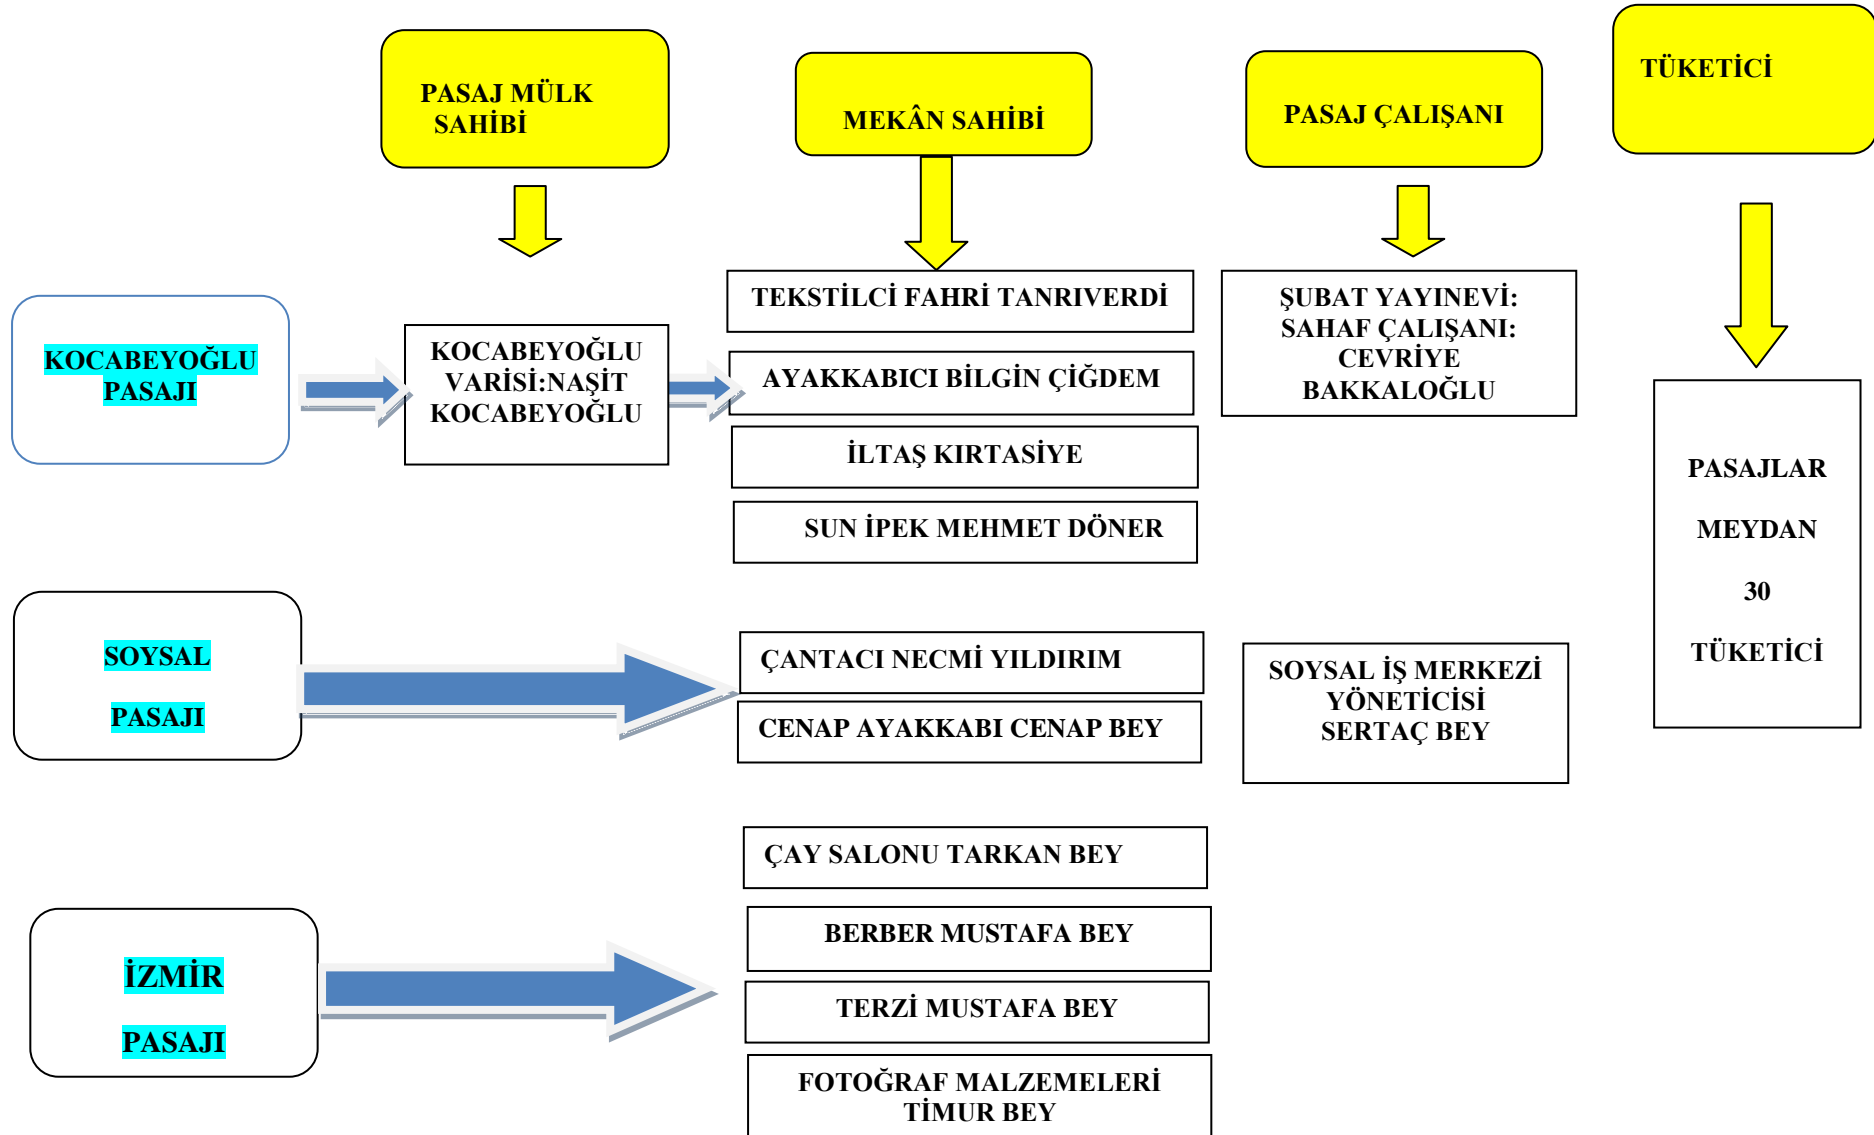 PASAJ MÜLK
SAHİBİ
MEKÂN SAHİBİ
PASAJ ÇALIŞANI
TÜKETİCİ
KOCABEYOĞLU
PASAJI
KOCABEYOĞLU
VARİSİ:NAŞİT
KOCABEYOĞLU
TEKSTİLCİ FAHRİ TANRIVERDİ
AYAKKABICI BİLGİN ÇİĞDEM
İLTAŞ KIRTASİYE
SUN İPEK MEHMET DÖNER
ŞUBAT YAYINEVİ:
SAHAF ÇALIŞANI:
CEVRİYE
BAKKALOĞLU
PASAJLAR
MEYDAN
30
TÜKETİCİ
SOYSAL
PASAJI
ÇANTACI NECMİ YILDIRIM
CENAP AYAKKABI CENAP BEY
SOYSAL İŞ MERKEZİ
YÖNETİCİSİ
SERTAÇ BEY
İZMİR
PASAJI
ÇAY SALONU TARKAN BEY
BERBER MUSTAFA BEY
TERZİ MUSTAFA BEY
FOTOĞRAF MALZEMELERİ
TİMUR BEY